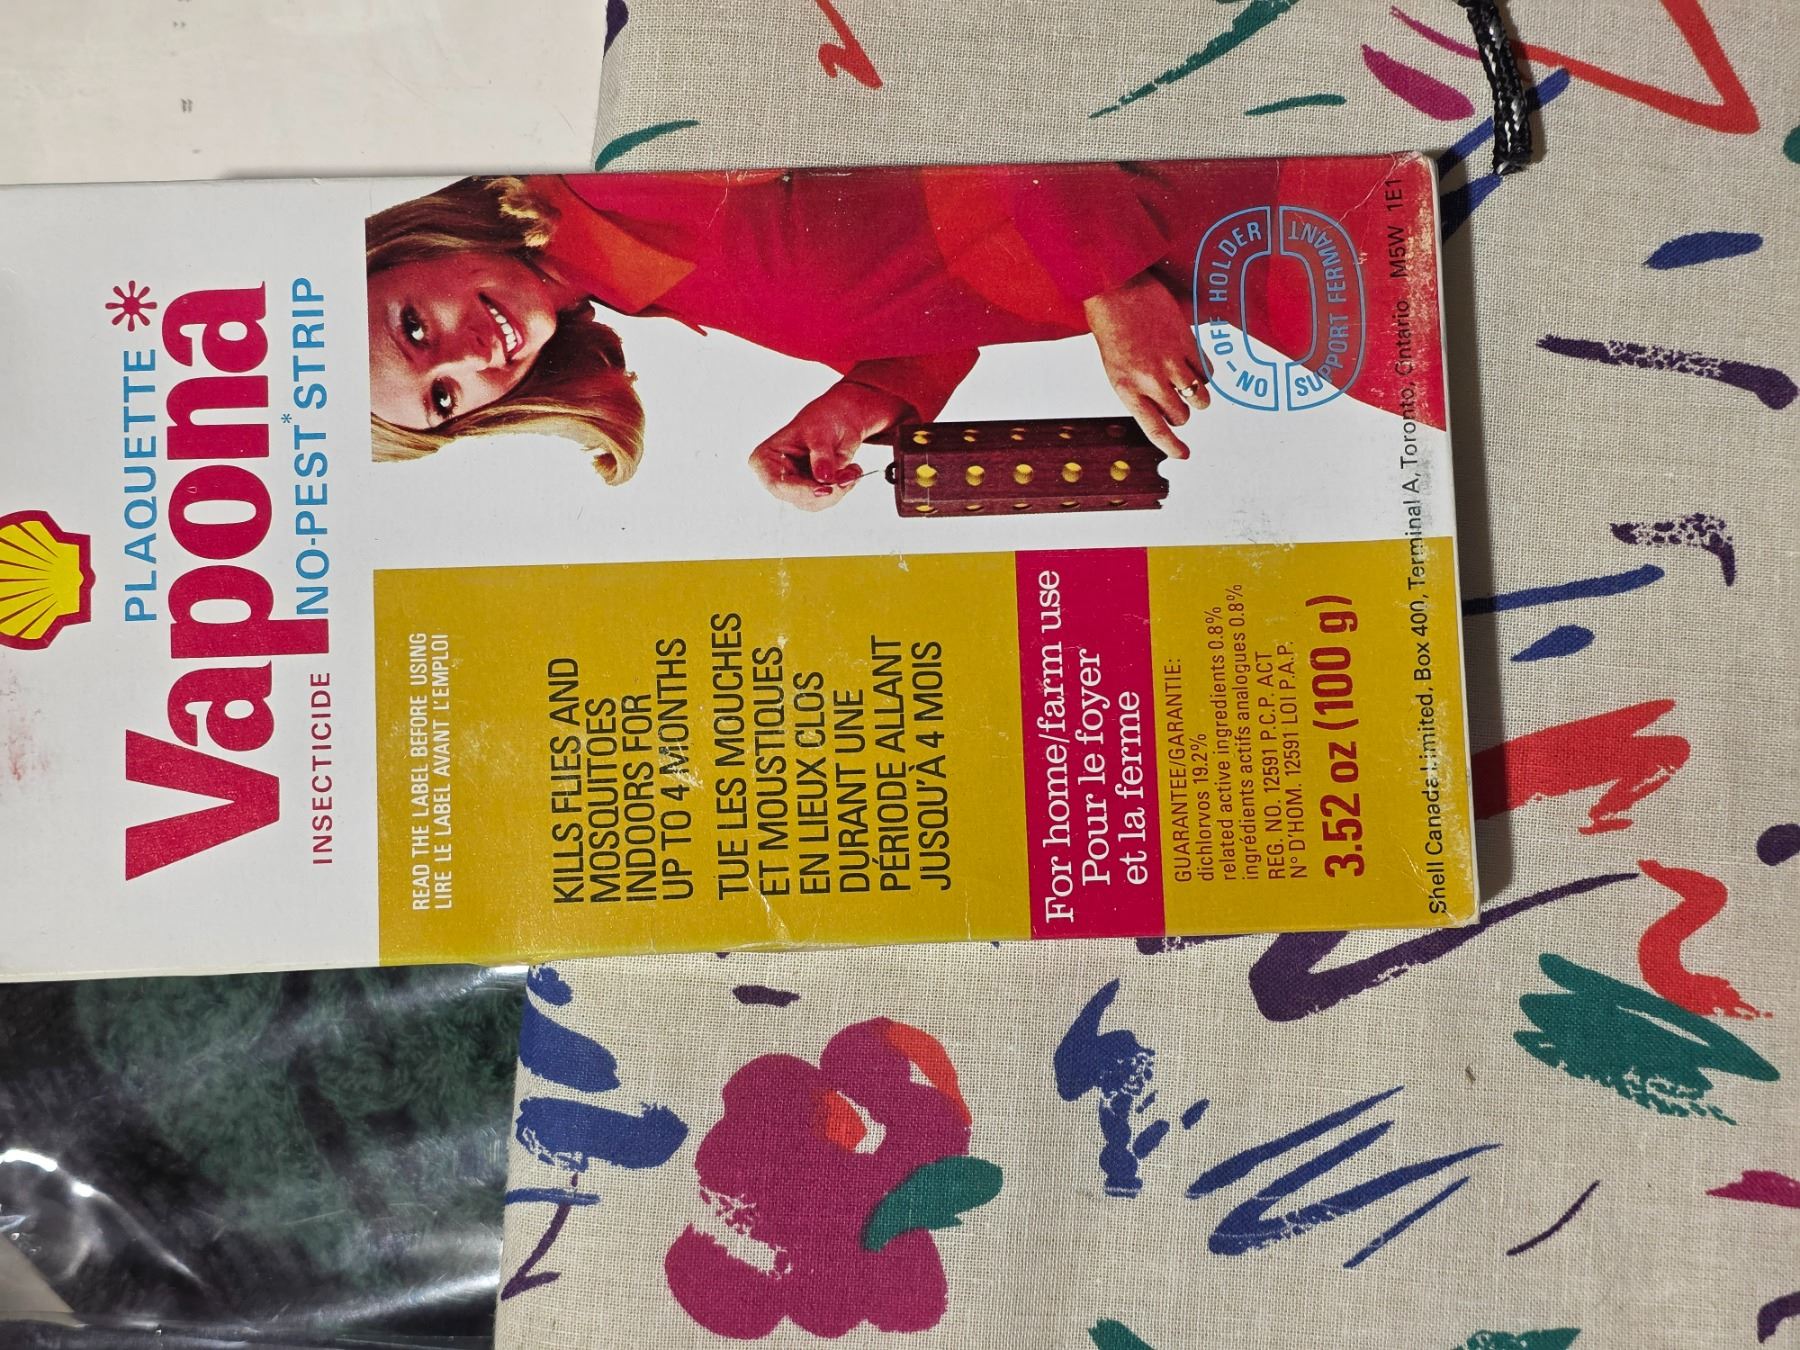 PLAQUETTE
Vapona*
INSECTICIDE NO-PEST* STRIP
READ THE LABEL BEFORE USING
LIRE LE LABEL AVANT L'EMPLOI
KILLS FLIES AND
MOSQUITOES
INDOORS FOR
UP TO 4 MONTHS
TUE LES MOUCHES
ET MOUSTIQUES
EN LIEUX CLOS
DURANT UNE
PÉRIODE ALLANT
JUSQU'À 4 MOIS
For home/farm use
Pour le foyer
et la ferme
GUARANTEE/GARANTIE:
dichlorvos 19.2%
related active ingredients 0.8%
ingrédients actifs analogues 0.8%
REG. NO. 12591 P.C.P. ACT
N° D'HOM. 12591 LOI P.A.P.
3.52 oz (100 g)
ON-OFF HOLDER
SUPPORT FERMANT
Shell Canada Limited, Box 400, Terminal A, Toronto, Ontario M5W 1E1